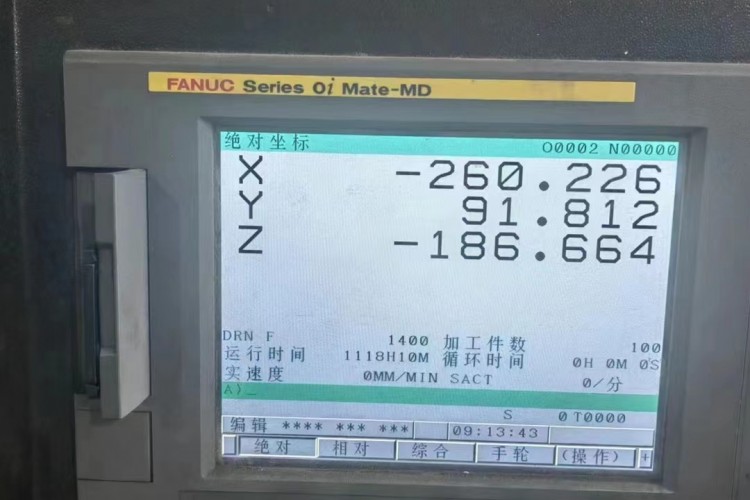 FANUC Series 0i Mate-MD
绝对坐标 O0002 N00000
X -260.226
Y 91.812
Z -186.664
DRN F 1400 加工件数 100
运行时间 1118H10M 循环时间 0H 0M 0S
实速度 0MM/MIN SACT 0/分
A)_
S 0 T0000
编辑 **** *** *** 09:13:43
绝对 相对 综合 手轮 (操作) +